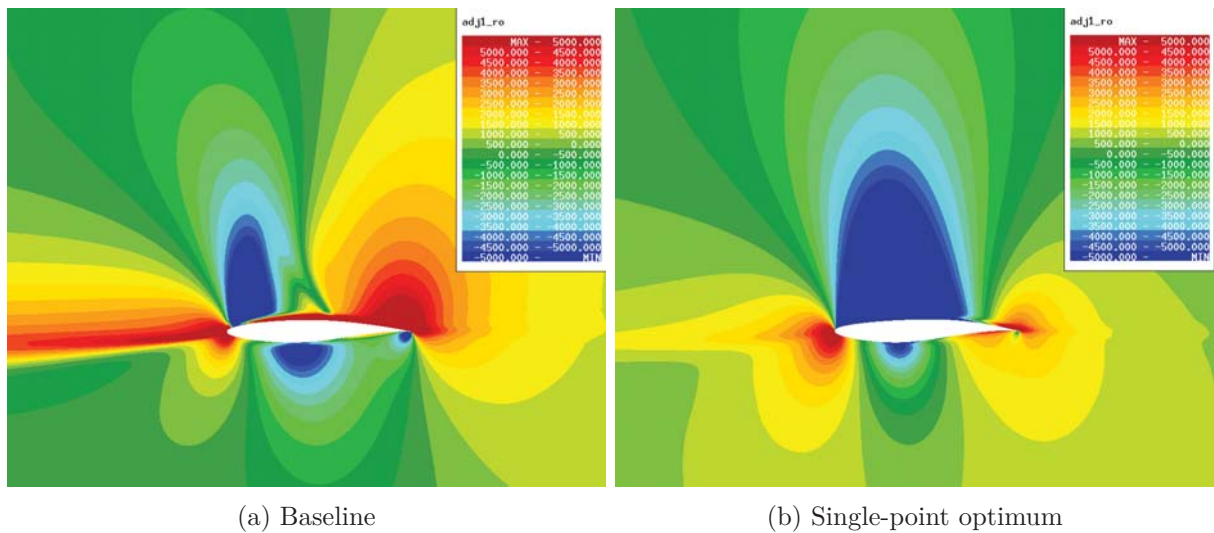 adj1_ro
MAX - 5000.000
5000.000 - 4500.000
4500.000 - 4000.000
4000.000 - 3500.000
3500.000 - 3000.000
3000.000 - 2500.000
2500.000 - 2000.000
2000.000 - 1500.000
1500.000 - 1000.000
1000.000 - 500.000
500.000 - 0.000
0.000 - -500.000
-500.000 - -1000.000
-1000.000 - -1500.000
-1500.000 - -2000.000
-2000.000 - -2500.000
-2500.000 - -3000.000
-3000.000 - -3500.000
-3500.000 - -4000.000
-4000.000 - -4500.000
-4500.000 - -5000.000
-5000.000 - MIN
(a) Baseline
adj1_ro
MAX - 5000.000
5000.000 - 4500.000
4500.000 - 4000.000
4000.000 - 3500.000
3500.000 - 3000.000
3000.000 - 2500.000
2500.000 - 2000.000
2000.000 - 1500.000
1500.000 - 1000.000
1000.000 - 500.000
500.000 - 0.000
0.000 - -500.000
-500.000 - -1000.000
-1000.000 - -1500.000
-1500.000 - -2000.000
-2000.000 - -2500.000
-2500.000 - -3000.000
-3000.000 - -3500.000
-3500.000 - -4000.000
-4000.000 - -4500.000
-4500.000 - -5000.000
-5000.000 - MIN
(b) Single-point optimum